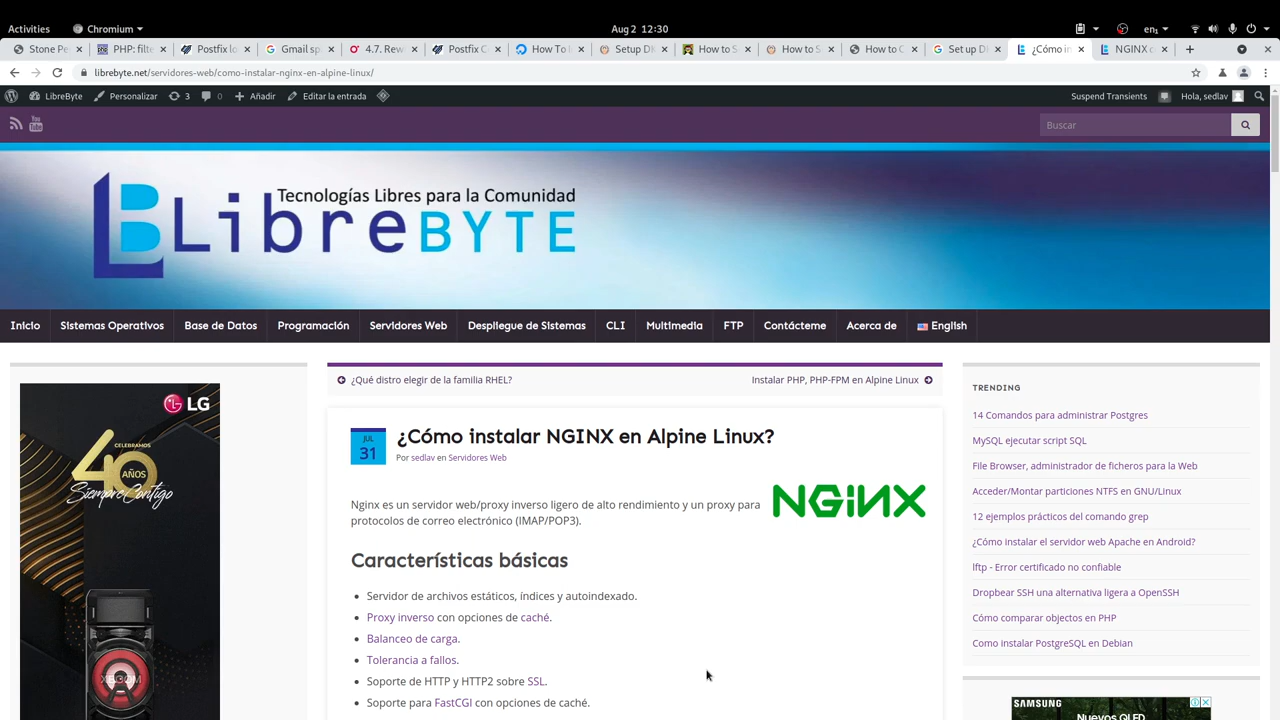 Activities
Chromium
Aug 2 12:30
en₁
Stone Pe
PHP: filte
Postfix lo
Gmail sp
4.7. Rew
Postfix C
How To I
Setup DK
How to S
How to S
How to C
Set up D
¿Cómo in
NGINX c
librebyte.net/servidores-web/como-instalar-nginx-en-alpine-linux/
LibreByte
Personalizar
3
0
Añadir
Editar la entrada
Suspend Transients
Hola, sedlav
You Tube
Buscar
Tecnologías Libres para la Comunidad
LibreBYTE
Inicio
Sistemas Operativos
Base de Datos
Programación
Servidores Web
Despliegue de Sistemas
CLI
Multimedia
FTP
Contácteme
Acerca de
English
LG
CELEBRAMOS
40 AÑOS
Siempre Contigo
XBOOM
¿Qué distro elegir de la familia RHEL?
Instalar PHP, PHP-FPM en Alpine Linux
JUL
31
¿Cómo instalar NGINX en Alpine Linux?
Por sedlav en Servidores Web
NGINX
Nginx es un servidor web/proxy inverso ligero de alto rendimiento y un proxy para
protocolos de correo electrónico (IMAP/POP3).
Características básicas
Servidor de archivos estáticos, índices y autoindexado.
Proxy inverso con opciones de caché.
Balanceo de carga.
Tolerancia a fallos.
Soporte de HTTP y HTTP2 sobre SSL.
Soporte para FastCGI con opciones de caché.
TRENDING
14 Comandos para administrar Postgres
MySQL ejecutar script SQL
File Browser, administrador de ficheros para la Web
Acceder/Montar particiones NTFS en GNU/Linux
12 ejemplos prácticos del comando grep
¿Cómo instalar el servidor web Apache en Android?
lftp - Error certificado no confiable
Dropbear SSH una alternativa ligera a OpenSSH
Cómo comparar objectos en PHP
Como instalar PostgreSQL en Debian
SAMSUNG
Nuevos QLED